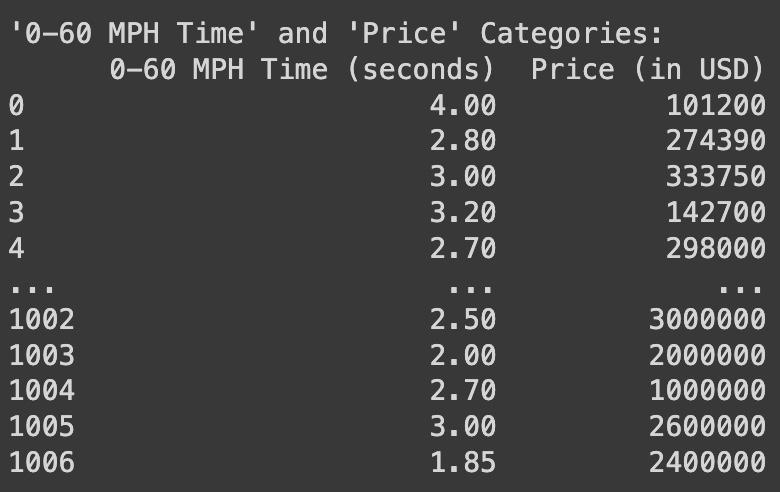 '0-60 MPH Time' and 'Price' Categories:
0-60 MPH Time (seconds) Price (in USD)
0 4.00 101200
1 2.80 274390
2 3.00 333750
3 3.20 142700
4 2.70 298000
... ... ...
1002 2.50 3000000
1003 2.00 2000000
1004 2.70 1000000
1005 3.00 2600000
1006 1.85 2400000